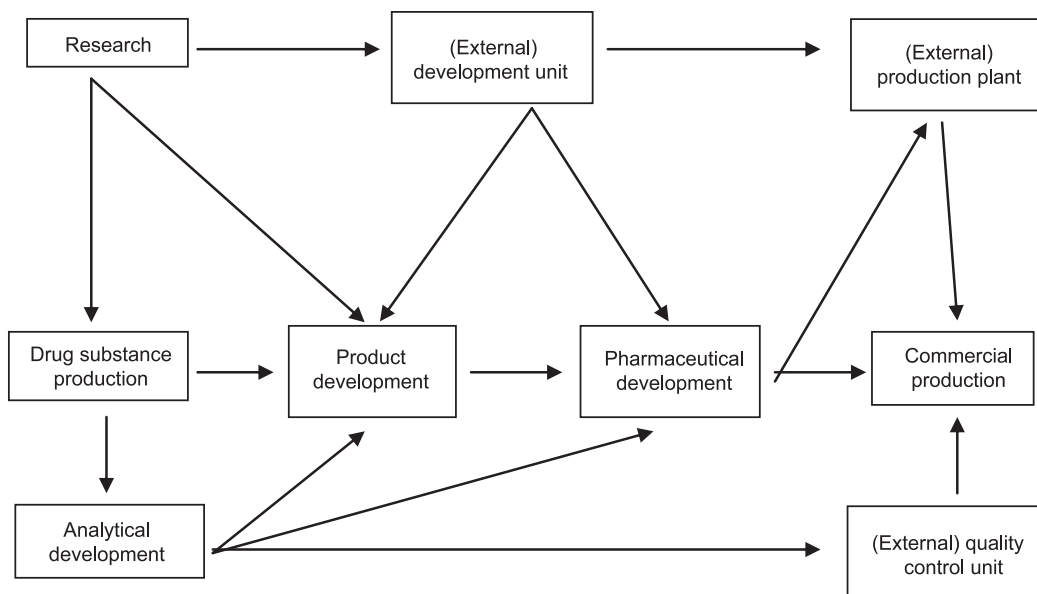 Research
(External)
development unit
(External)
production plant
Drug substance
production
Product
development
Pharmaceutical
development
Commercial
production
Analytical
development
(External) quality
control unit